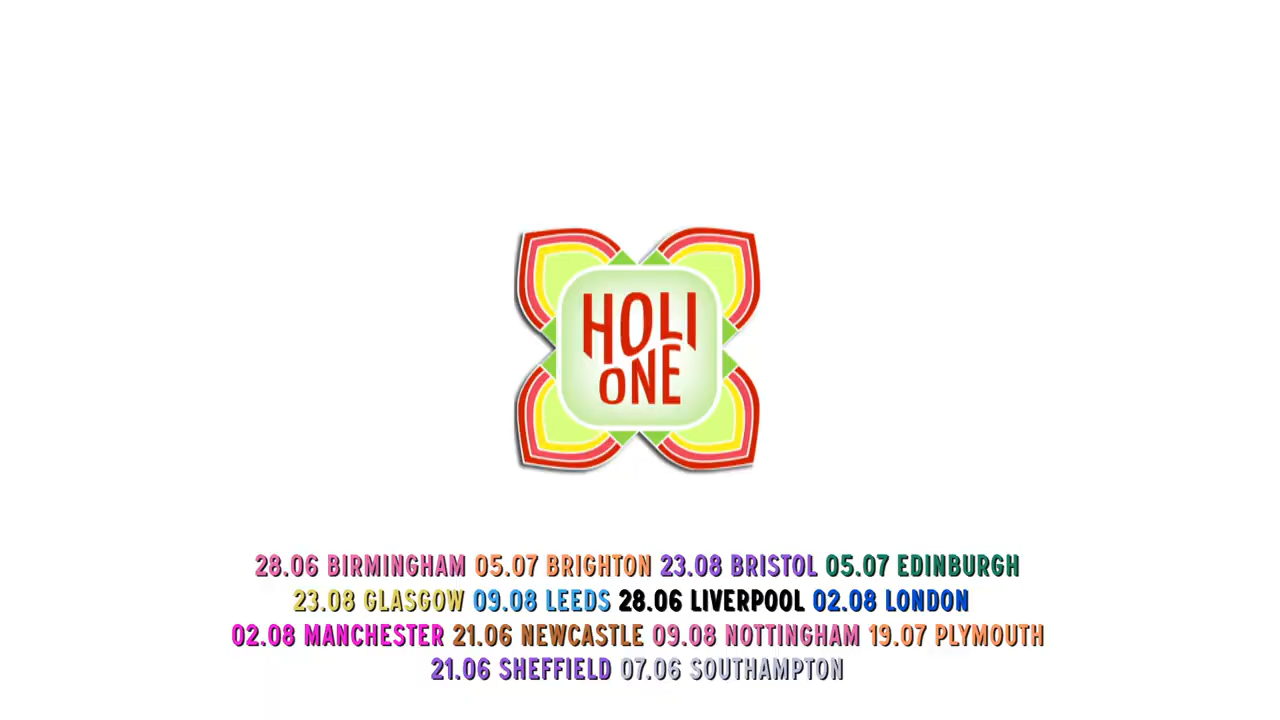 HOLI
ONE
28.06 BIRMINGHAM 05.07 BRIGHTON 23.08 BRISTOL 05.07 EDINBURGH
23.08 GLASGOW 09.08 LEEDS 28.06 LIVERPOOL 02.08 LONDON
02.08 MANCHESTER 21.06 NEWCASTLE 09.08 NOTTINGHAM 19.07 PLYMOUTH
21.06 SHEFFIELD 07.06 SOUTHAMPTON